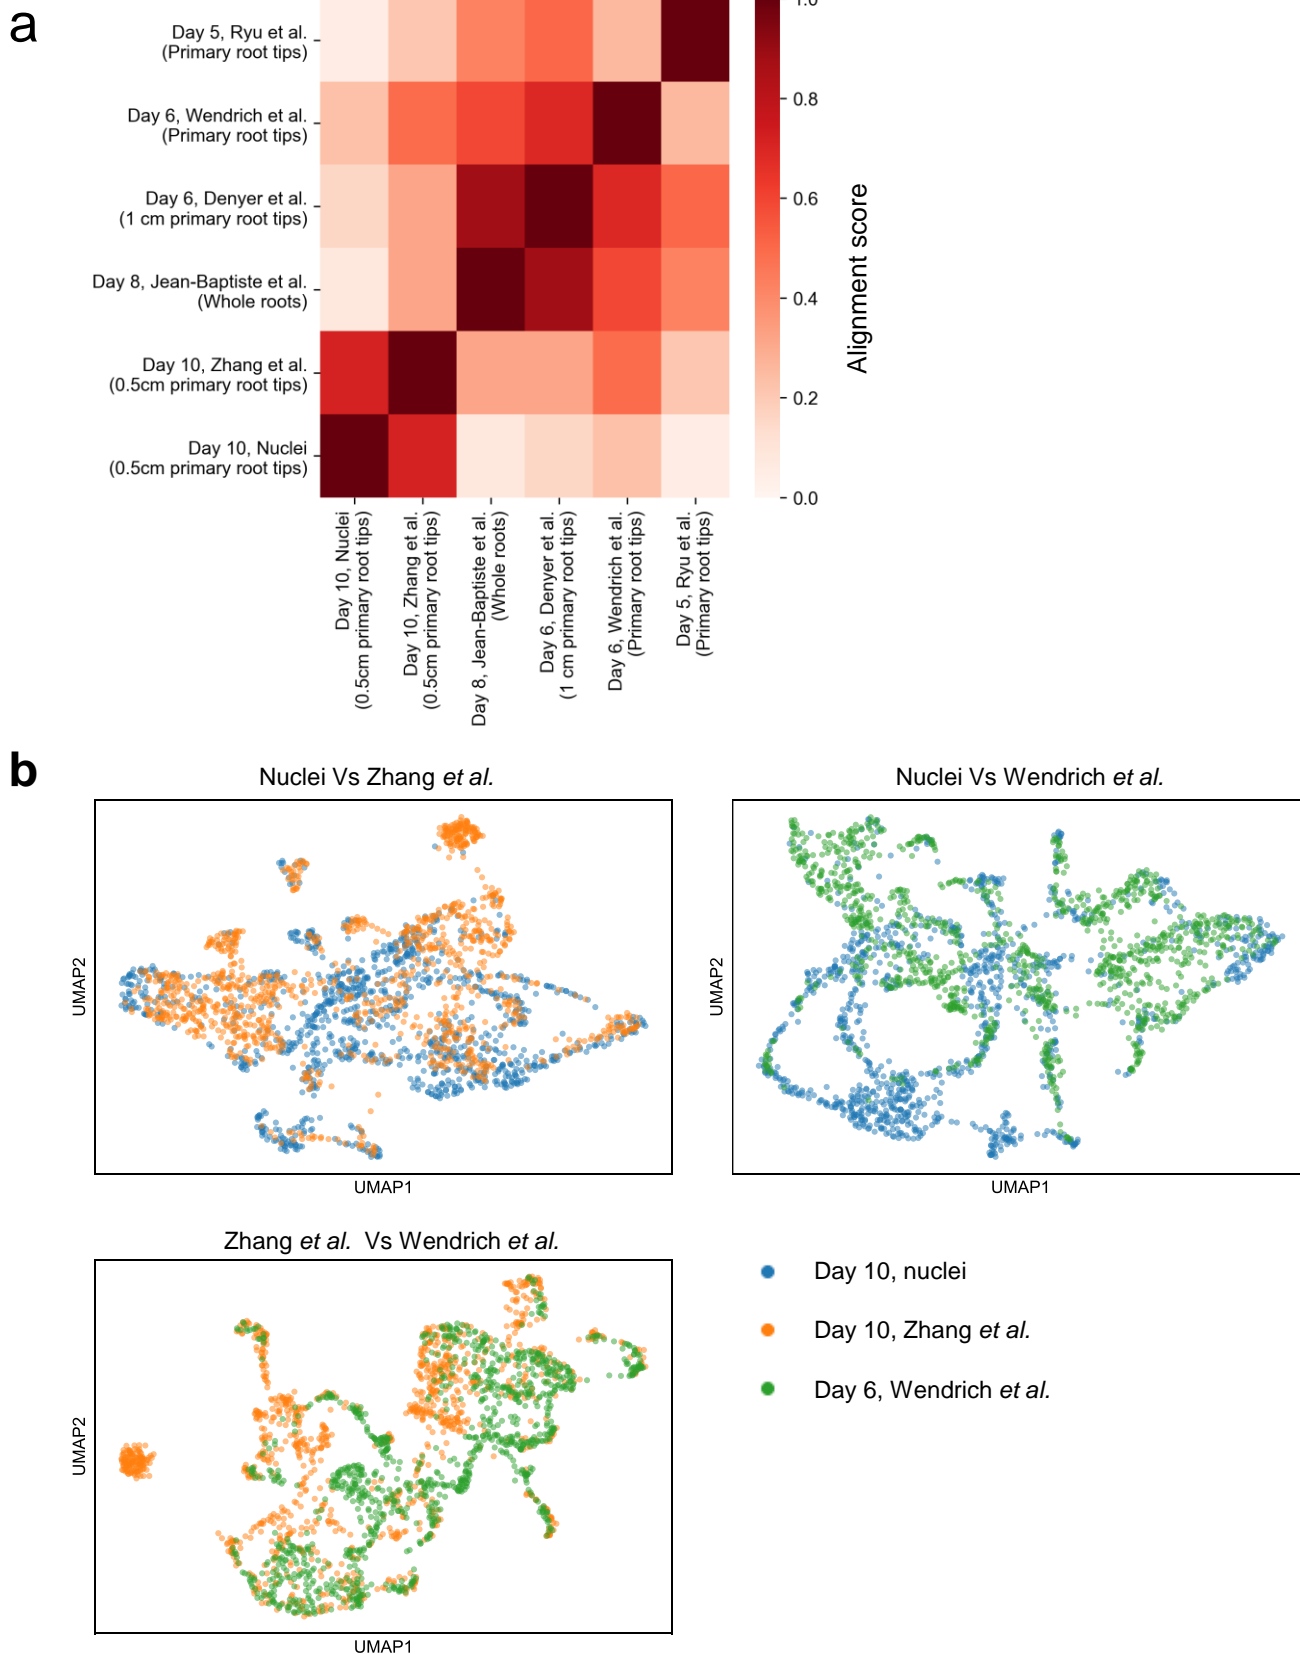 a
Day 5, Ryu et al.
(Primary root tips)
Day 6, Wendrich et al.
(Primary root tips)
Day 6, Denyer et al.
(1 cm primary root tips)
Day 8, Jean-Baptiste et al.
(Whole roots)
Day 10, Zhang et al.
(0.5cm primary root tips)
Day 10, Nuclei
(0.5cm primary root tips)
1.0
0.8
0.6
0.4
0.2
0.0
Alignment score
Day 10, Nuclei
(0.5cm primary root tips)
Day 10, Zhang et al.
(0.5cm primary root tips)
Day 8, Jean-Baptiste et al.
(Whole roots)
Day 6, Denyer et al.
(1 cm primary root tips)
Day 6, Wendrich et al.
(Primary root tips)
Day 5, Ryu et al.
(Primary root tips)
b
Nuclei Vs Zhang et al.
UMAP2
UMAP1
Nuclei Vs Wendrich et al.
UMAP2
UMAP1
Zhang et al. Vs Wendrich et al.
UMAP2
UMAP1
Day 10, nuclei
Day 10, Zhang et al.
Day 6, Wendrich et al.